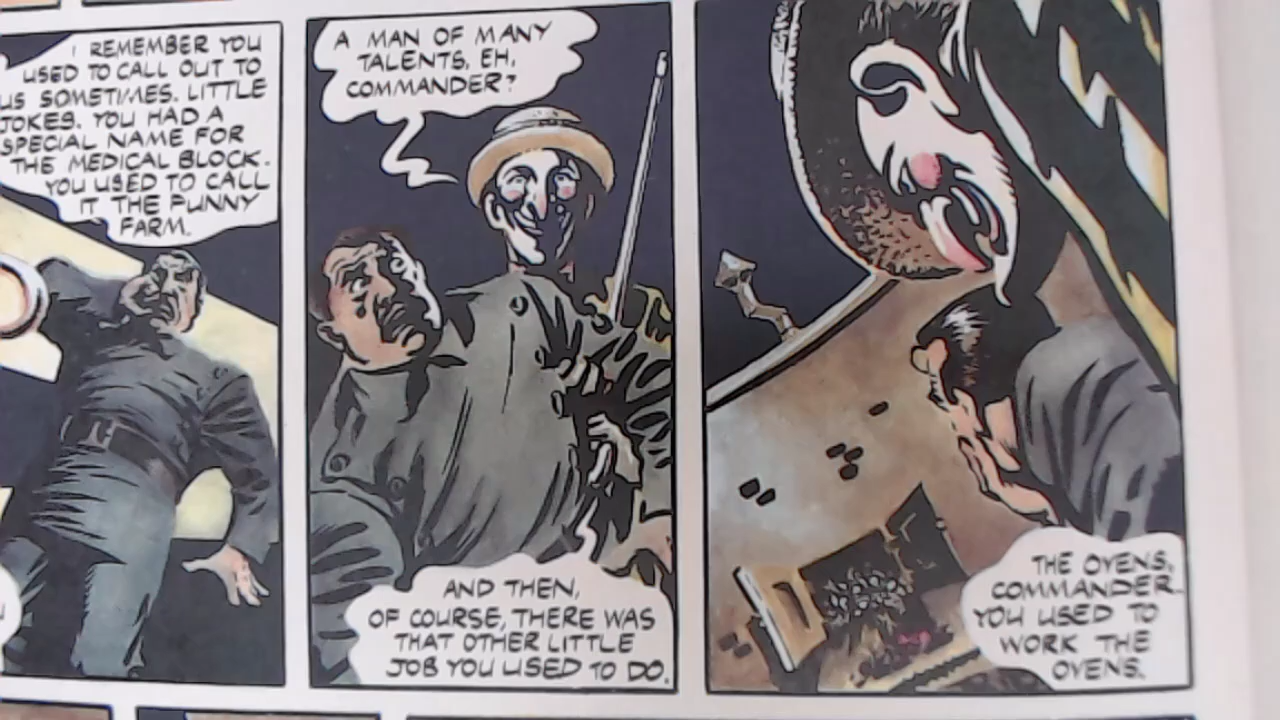 I REMEMBER YOU
USED TO CALL OUT TO
US SOMETIMES. LITTLE
JOKES. YOU HAD A
SPECIAL NAME FOR
THE MEDICAL BLOCK.
YOU USED TO CALL
IT THE FUNNY
FARM.
A MAN OF MANY
TALENTS, EH,
COMMANDER?
AND THEN,
OF COURSE, THERE WAS
THAT OTHER LITTLE
JOB YOU USED TO DO.
THE OVENS,
COMMANDER.
YOU USED TO
WORK THE
OVENS.